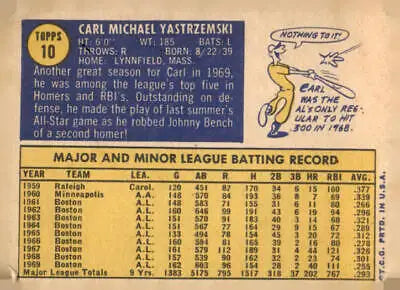 TOPPS
10
CARL MICHAEL YASTRZEMSKI
HT: 6'0" WT: 185 BATS: L
THROWS: R BORN: 8/22/39
HOME: LYNNFIELD, MASS.
Another great season for Carl in 1969,
he was among the league's top five in
Homers and RBI's. Outstanding on de-
fense, he made the play of last summer's
All-Star game as he robbed Johnny Bench
of a second homer!
NOTHING TO IT!
CARL
WAS THE
AL'S ONLY REG-
ULAR TO HIT
.300 IN 1968.
MAJOR AND MINOR LEAGUE BATTING RECORD
YEAR TEAM LEA. G AB R H 2B 3B HR RBI AVG.
1959 Raleigh Carol. 120 451 87 170 34 6 15 100 .377
1960 Minneapolis A.A. 148 84 193 36 8 7 69 .339
1961 Boston A.L. 148 583 71 155 31 6 11 80 .266
1962 Boston A.L. 160 646 99 191 43 6 19 94 .296
1963 Boston A.L. 151 570 91 183 40 3 14 68 .321
1964 Boston A.L. 151 567 77 164 29 9 15 67 .289
1965 Boston A.L. 133 494 78 154 45 3 20 72 .312
1966 Boston A.L. 160 594 81 165 39 2 16 80 .278
1967 Boston A.L. 161 579 112 189 31 4 44 121 .326
1968 Boston A.L. 157 539 90 162 32 2 23 74 .301
1969 Boston A.L. 162 603 96 154 28 2 40 111 .255
Major League Totals 9 Yrs. 1383 5175 795 1517 318 37 202 767 .293
©T.C.G. PRTD. IN U.S.A.